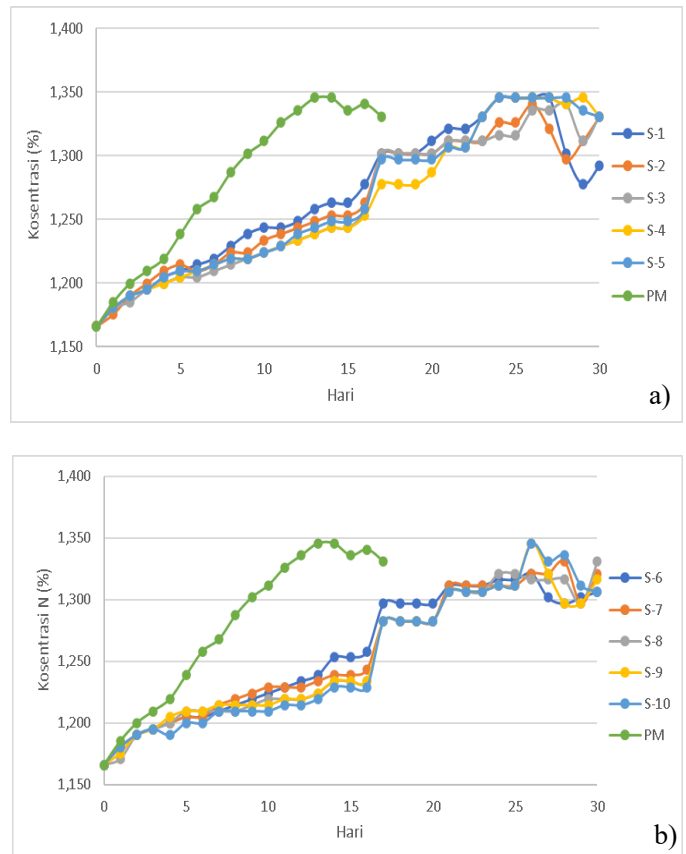 1,400
1,350
1,300
1,250
1,200
1,150
Kosentrasi (%)
0 5 10 15 20 25 30
Hari
S-1
S-2
S-3
S-4
S-5
PM
a)
1,400
1,350
1,300
1,250
1,200
1,150
Kosentrasi N (%)
0 5 10 15 20 25 30
Hari
S-6
S-7
S-8
S-9
S-10
PM
b)